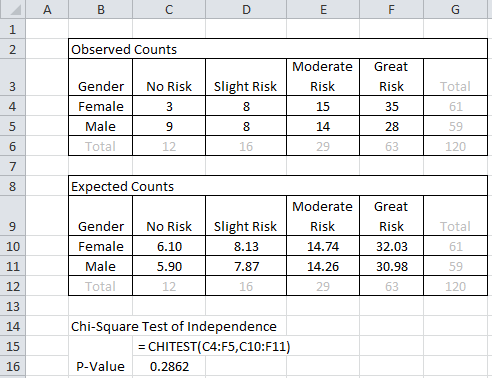 A B C D E F G
1
2 Observed Counts
3 Gender No Risk Slight Risk Moderate Risk Great Risk Total
4 Female 3 8 15 35 61
5 Male 9 8 14 28 59
6 Total 12 16 29 63 120
7
8 Expected Counts
9 Gender No Risk Slight Risk Moderate Risk Great Risk Total
10 Female 6.10 8.13 14.74 32.03 61
11 Male 5.90 7.87 14.26 30.98 59
12 Total 12 16 29 63 120
13
14 Chi-Square Test of Independence
15 = CHITEST(C4:F5,C10:F11)
16 P-Value 0.2862